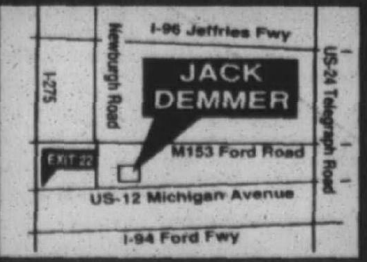 I-96 Jeffries Fwy
Newburgh Road
US-24 Telegraph Road
I-275
JACK
DEMMER
EXIT 22
M153 Ford Road
US-12 Michigan Avenue
I-94 Ford Fwy